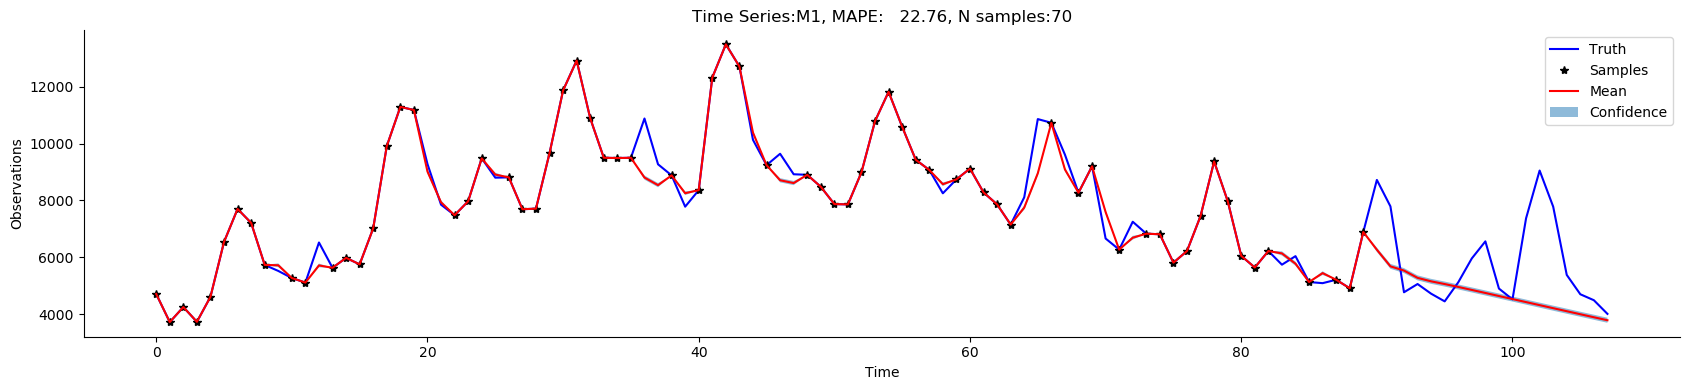 Time Series:M1, MAPE:   22.76, N samples:70
Truth
Samples
Mean
Confidence
Observations
12000
10000
8000
6000
4000
0 20 40 60 80 100
Time